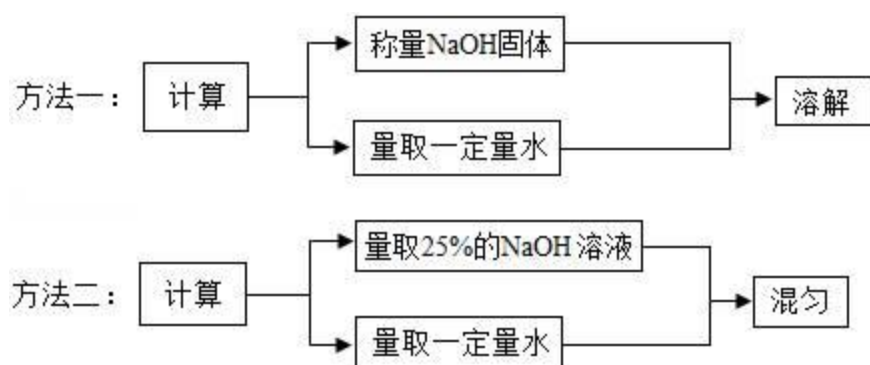 称量NaOH固体
方法一：
计算
溶解
量取一定量水
量取25%的NaOH溶液
方法二：
计算
混匀
量取一定量水